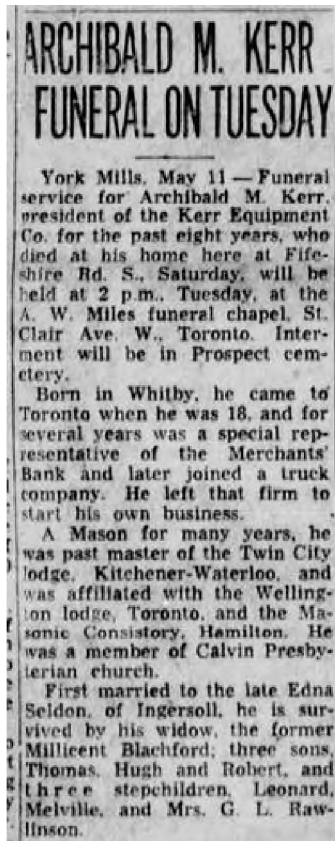 ARCHIBALD M. KERR
FUNERAL ON TUESDAY
York Mills, May 11 — Funeral
service for Archibald M. Kerr,
president of the Kerr Equipment
Co. for the past eight years, who
died at his home here at Fife-
shire Rd. S., Saturday, will be
held at 2 p.m., Tuesday, at the
A. W. Miles funeral chapel, St.
Clair Ave. W., Toronto. Inter-
ment will be in Prospect cem-
etery.
Born in Whitby, he came to
Toronto when he was 18, and for
several years was a special rep-
resentative of the Merchants'
Bank and later joined a truck
company. He left that firm to
start his own business.
A Mason for many years, he
was past master of the Twin City
lodge, Kitchener-Waterloo, and
was affiliated with the Welling-
ton lodge, Toronto, and the Ma-
sonic Consistory, Hamilton. He
was a member of Calvin Presby-
terian church.
First married to the late Edna
Seldon, of Ingersoll, he is sur-
vived by his widow, the former
Millicent Blachford; three sons,
Thomas, Hugh and Robert, and
three stepchildren, Leonard,
Melville, and Mrs. G. L. Raw-
linson.